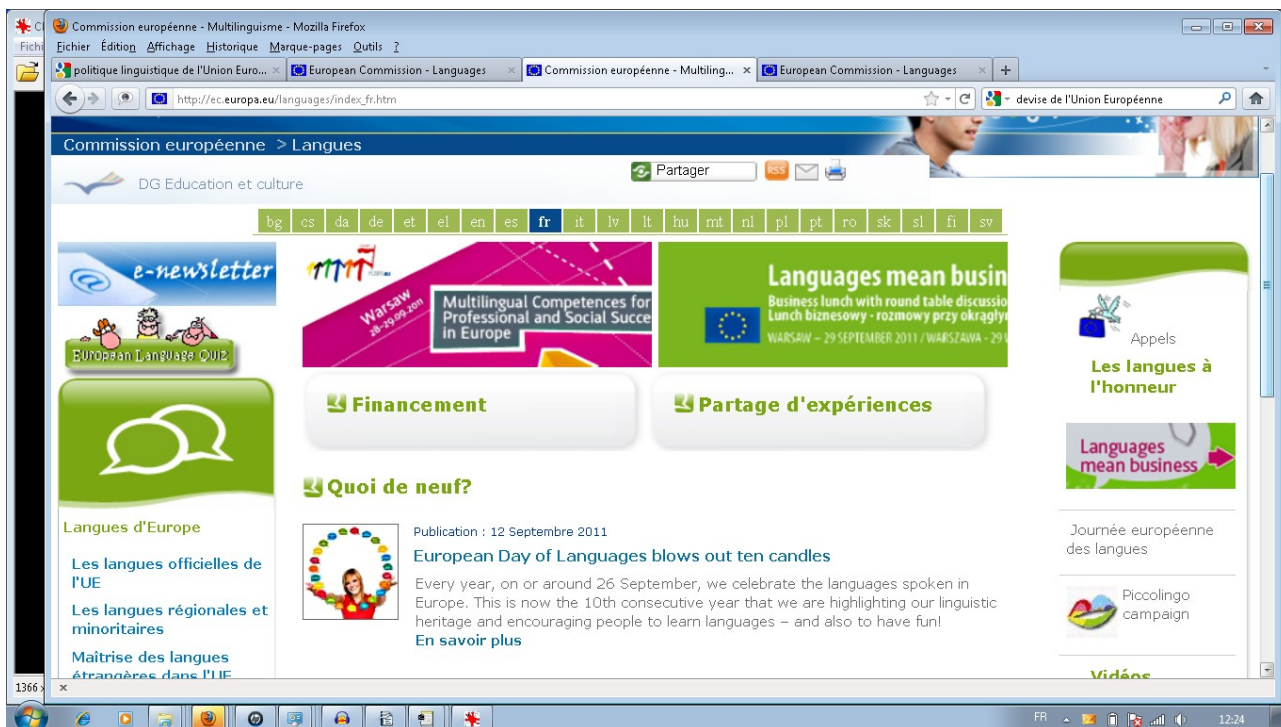 Commission européenne - Multilinguisme - Mozilla Firefox
Fichi
Fichier Édition Affichage Historique Marque-pages Outils ?
politique linguistique de l'Union Euro... European Commission - Languages Commission européenne - Multiling... European Commission - Languages
http://ec.europa.eu/languages/index_fr.htm
devise de l'Union Européenne
Commission européenne > Langues
DG Education et culture
Partager
RSS
bg cs da de et el en es fr it lv lt hu mt nl pl pt ro sk sl fi sv
e-newsletter
European Language Quiz
Warsaw
28-29.09.2011
Multilingual Competences for
Professional and Social Succe
in Europe
Languages mean busin
Business lunch with round table discussio
Lunch biznesowy - rozmowy przy okrągły
WARSAW – 29 SEPTEMBER 2011 / WARSZAWA - 29
Financement
Partage d'expériences
Quoi de neuf?
Publication : 12 Septembre 2011
European Day of Languages blows out ten candles
Every year, on or around 26 September, we celebrate the languages spoken in
Europe. This is now the 10th consecutive year that we are highlighting our linguistic
heritage and encouraging people to learn languages – and also to have fun!
En savoir plus
Langues d'Europe
Les langues officielles de
l'UE
Les langues régionales et
minoritaires
Maîtrise des langues
étrangères dans l'UE
Appels
Les langues à
l'honneur
Languages
mean business
Journée européenne
des langues
Piccolingo
campaign
Vidéos
1366 x
FR
12:24